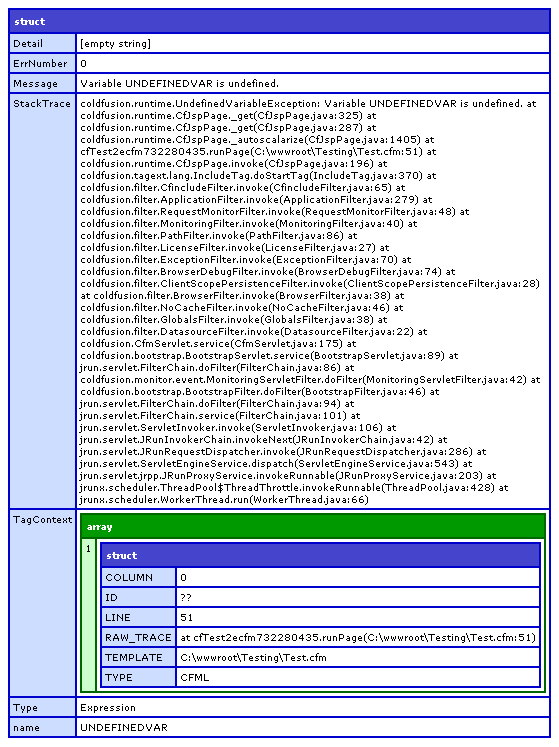 struct
Detail [empty string]
ErrNumber 0
Message Variable UNDEFINEDVAR is undefined.
StackTrace coldfusion.runtime.UndefinedVariableException: Variable UNDEFINEDVAR is undefined. at
coldfusion.runtime.CfJspPage._get(CfJspPage.java:325) at
coldfusion.runtime.CfJspPage._get(CfJspPage.java:287) at
coldfusion.runtime.CfJspPage._autoscalarize(CfJspPage.java:1405) at
cfTest2ecfm732280435.runPage(C:\wwwroot\Testing\Test.cfm:51) at
coldfusion.runtime.CfJspPage.invoke(CfJspPage.java:196) at
coldfusion.tagext.lang.IncludeTag.doStartTag(IncludeTag.java:370) at
coldfusion.filter.CfincludeFilter.invoke(CfincludeFilter.java:65) at
coldfusion.filter.ApplicationFilter.invoke(ApplicationFilter.java:279) at
coldfusion.filter.RequestMonitorFilter.invoke(RequestMonitorFilter.java:48) at
coldfusion.filter.MonitoringFilter.invoke(MonitoringFilter.java:40) at
coldfusion.filter.PathFilter.invoke(PathFilter.java:86) at
coldfusion.filter.LicenseFilter.invoke(LicenseFilter.java:27) at
coldfusion.filter.ExceptionFilter.invoke(ExceptionFilter.java:70) at
coldfusion.filter.BrowserDebugFilter.invoke(BrowserDebugFilter.java:74) at
coldfusion.filter.ClientScopePersistenceFilter.invoke(ClientScopePersistenceFilter.java:28)
at coldfusion.filter.BrowserFilter.invoke(BrowserFilter.java:38) at
coldfusion.filter.NoCacheFilter.invoke(NoCacheFilter.java:46) at
coldfusion.filter.GlobalsFilter.invoke(GlobalsFilter.java:38) at
coldfusion.filter.DatasourceFilter.invoke(DatasourceFilter.java:22) at
coldfusion.CfmServlet.service(CfmServlet.java:175) at
coldfusion.bootstrap.BootstrapServlet.service(BootstrapServlet.java:89) at
jrun.servlet.FilterChain.doFilter(FilterChain.java:86) at
coldfusion.monitor.event.MonitoringServletFilter.doFilter(MonitoringServletFilter.java:42) at
coldfusion.bootstrap.BootstrapFilter.doFilter(BootstrapFilter.java:46) at
jrun.servlet.FilterChain.doFilter(FilterChain.java:94) at
jrun.servlet.FilterChain.service(FilterChain.java:101) at
jrun.servlet.ServletInvoker.invoke(ServletInvoker.java:106) at
jrun.servlet.JRunInvokerChain.invokeNext(JRunInvokerChain.java:42) at
jrun.servlet.JRunRequestDispatcher.invoke(JRunRequestDispatcher.java:286) at
jrun.servlet.ServletEngineService.dispatch(ServletEngineService.java:543) at
jrun.servlet.jrpp.JRunProxyService.invokeRunnable(JRunProxyService.java:203) at
jrunx.scheduler.ThreadPool$ThreadThrottle.invokeRunnable(ThreadPool.java:428) at
jrunx.scheduler.WorkerThread.run(WorkerThread.java:66)
TagContext array
1 struct
COLUMN 0
ID ??
LINE 51
RAW_TRACE at cfTest2ecfm732280435.runPage(C:\wwwroot\Testing\Test.cfm:51)
TEMPLATE C:\wwwroot\Testing\Test.cfm
TYPE CFML
Type Expression
name UNDEFINEDVAR